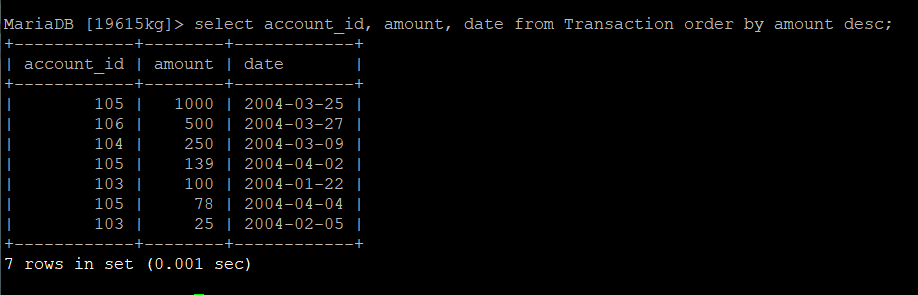 MariaDB [19615kg]> select account_id, amount, date from Transaction order by amount desc;
+------------+--------+------------+
| account_id | amount | date       |
+------------+--------+------------+
|        105 |   1000 | 2004-03-25 |
|        106 |    500 | 2004-03-27 |
|        104 |    250 | 2004-03-09 |
|        105 |    139 | 2004-04-02 |
|        103 |    100 | 2004-01-22 |
|        105 |     78 | 2004-04-04 |
|        103 |     25 | 2004-02-05 |
+------------+--------+------------+
7 rows in set (0.001 sec)